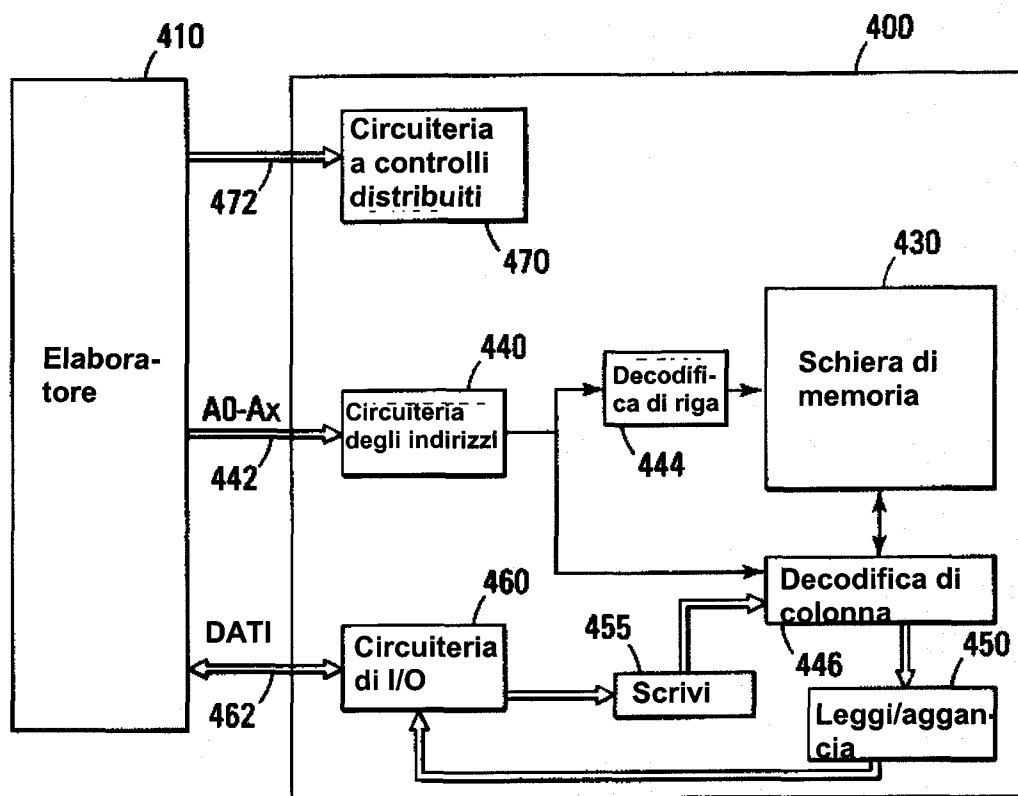 410
400
Circuiteria
a controlli
distribuiti
472
470
430
Elabora-
tore
Schiera di
memoria
440
Decodifi-
ca di riga
A0-Ax
Circuiteria
degli indirizzi
444
442
460
Decodifica di
colonna
DATI
455
Circuiteria
di I/O
446
450
462
Scrivi
Leggi/aggan-
cia